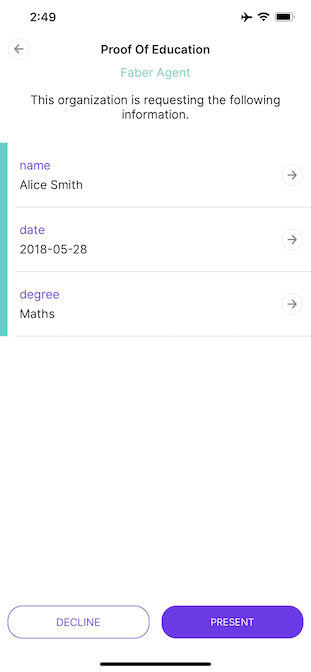 2:49
Proof Of Education
Faber Agent
This organization is requesting the following
information.
name
Alice Smith
date
2018-05-28
degree
Maths
DECLINE
PRESENT